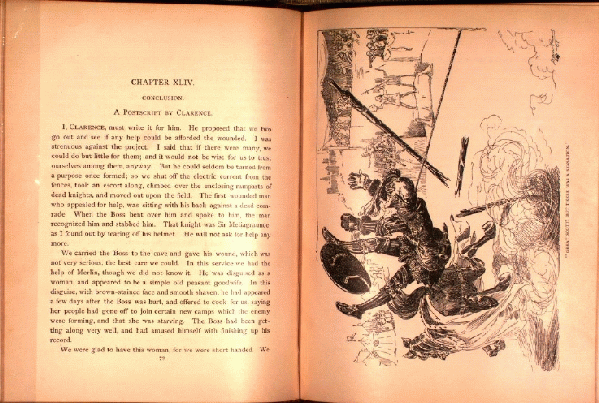 CHAPTER XLIV.
CONCLUSION.
A POSTSCRIPT BY CLARENCE.
I, CLARENCE, must write it for him. He proposed that we two
go out and see if any help could be afforded the wounded. I was
strenuous against the project. I said that if there were many, we
could do but little for them; and it would not be wise for us to trust
ourselves among them, anyway. But he could seldom be turned from
a purpose once formed; so we shut off the electric current from the
fences, took an escort along, climbed over the enclosing ramparts of
dead knights, and moved out upon the field. The first wounded man
who appealed for help, was sitting with his back against a dead com-
rade. When the Boss bent over him and spoke to him, the man
recognized him and stabbed him. That knight was Sir Meliagraunce,
as I found out by tearing off his helmet. He will not ask for help any
more.
We carried the Boss to the cave and gave his wound, which was
not very serious, the best care we could. In this service we had the
help of Merlin, though we did not know it. He was disguised as a
woman, and appeared to be a simple old peasant goodwife. In this
disguise, with brown-stained face and smooth shaven, he had appeared
a few days after the Boss was hurt, and offered to cook for us, saying
her people had gone off to join certain new camps which the enemy
were forming, and that she was starving. The Boss had been get-
ting along very well, and had amused himself with finishing up his
record.
We were glad to have this woman, for we were short handed. We